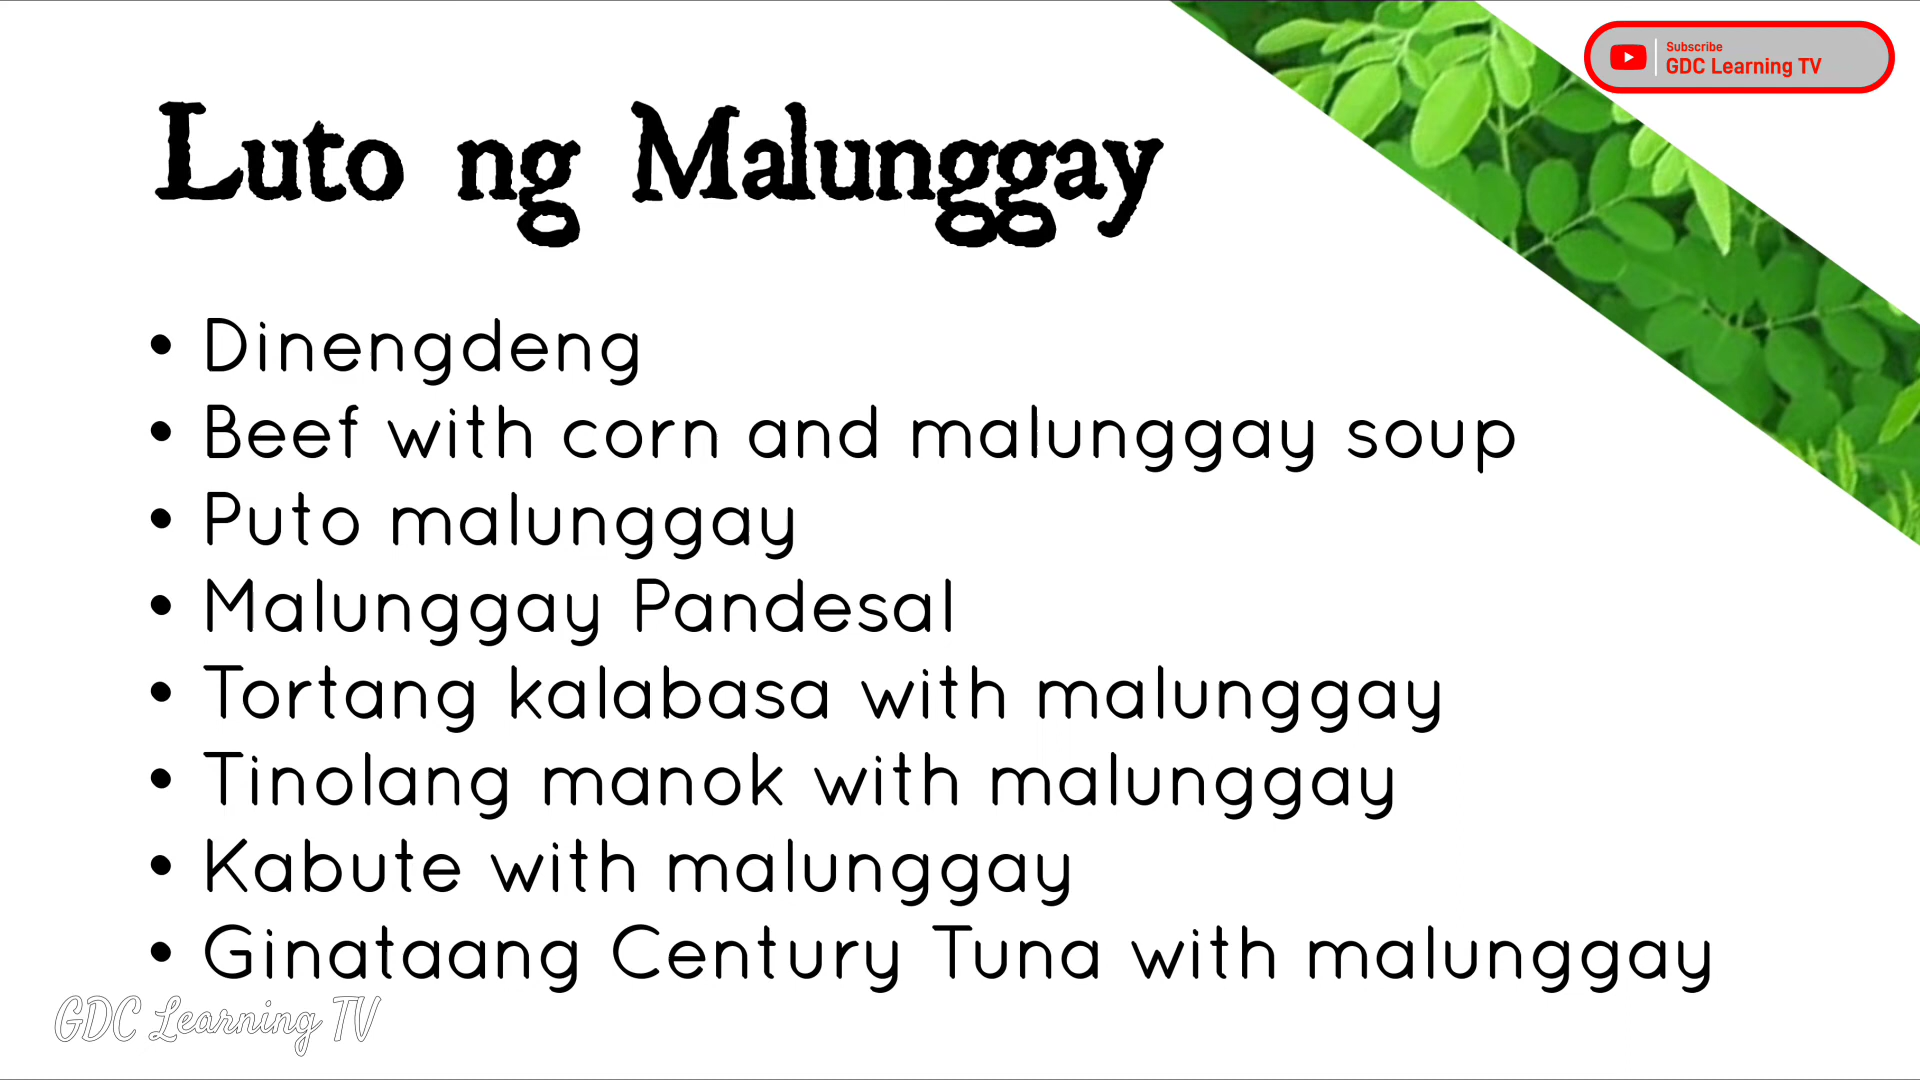 Subscribe
GDC Learning TV
Luto ng Malunggay
• Dinengdeng
• Beef with corn and malunggay soup
• Puto malunggay
• Malunggay Pandesal
• Tortang kalabasa with malunggay
• Tinolang manok with malunggay
• Kabute with malunggay
• Ginataang Century Tuna with malunggay
GDC Learning TV